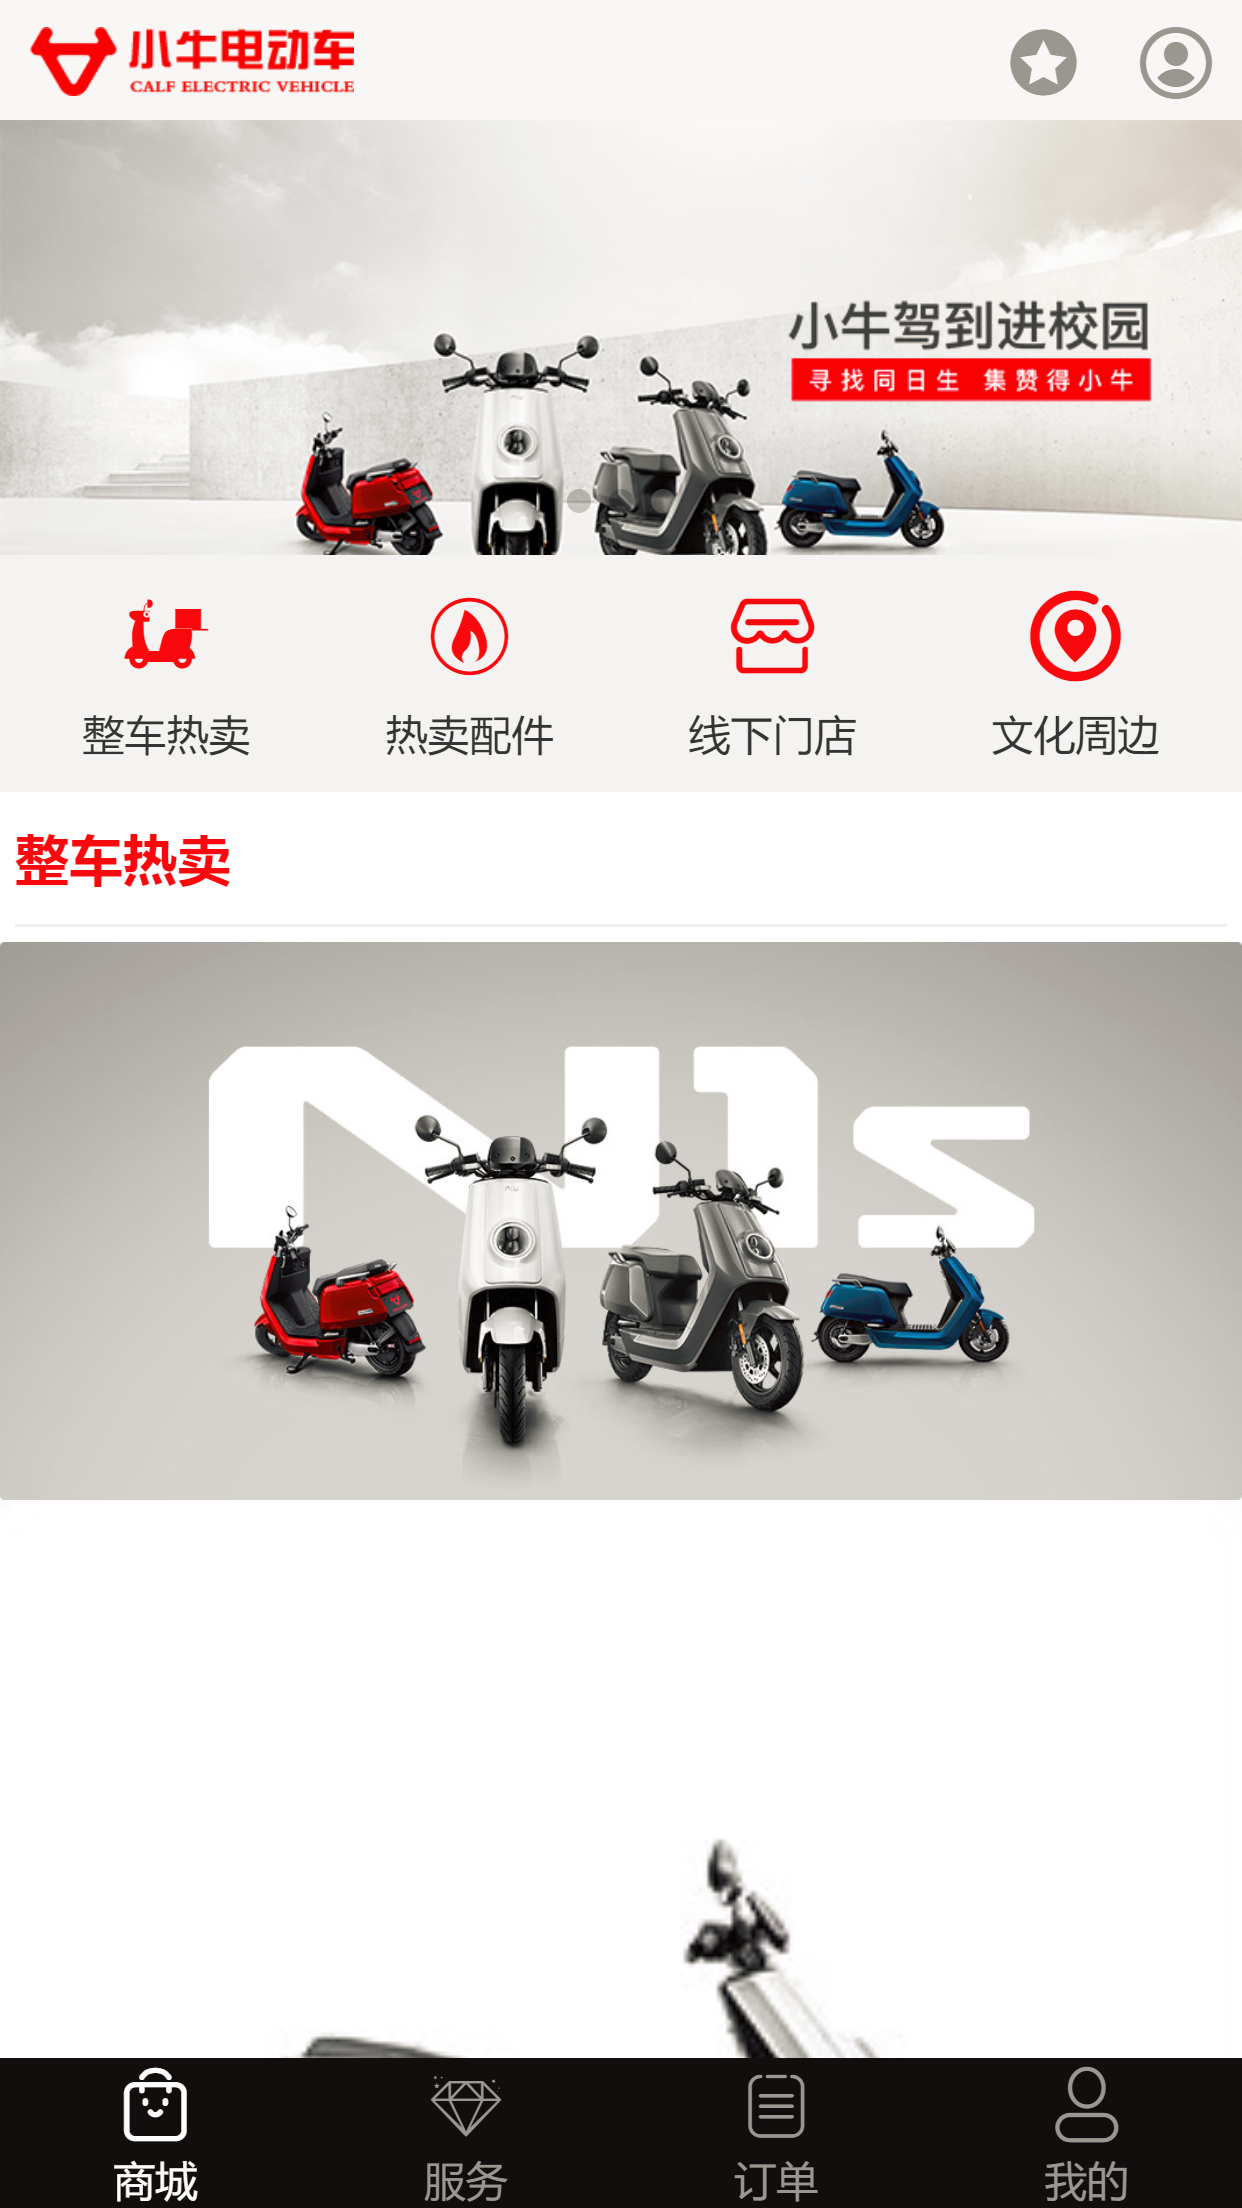 小牛电动车
CALF ELECTRIC VEHICLE
小牛驾到进校园
寻找同日生 集赞得小牛
整车热卖 热卖配件 线下门店 文化周边
整车热卖
N1s
商城 服务 订单 我的